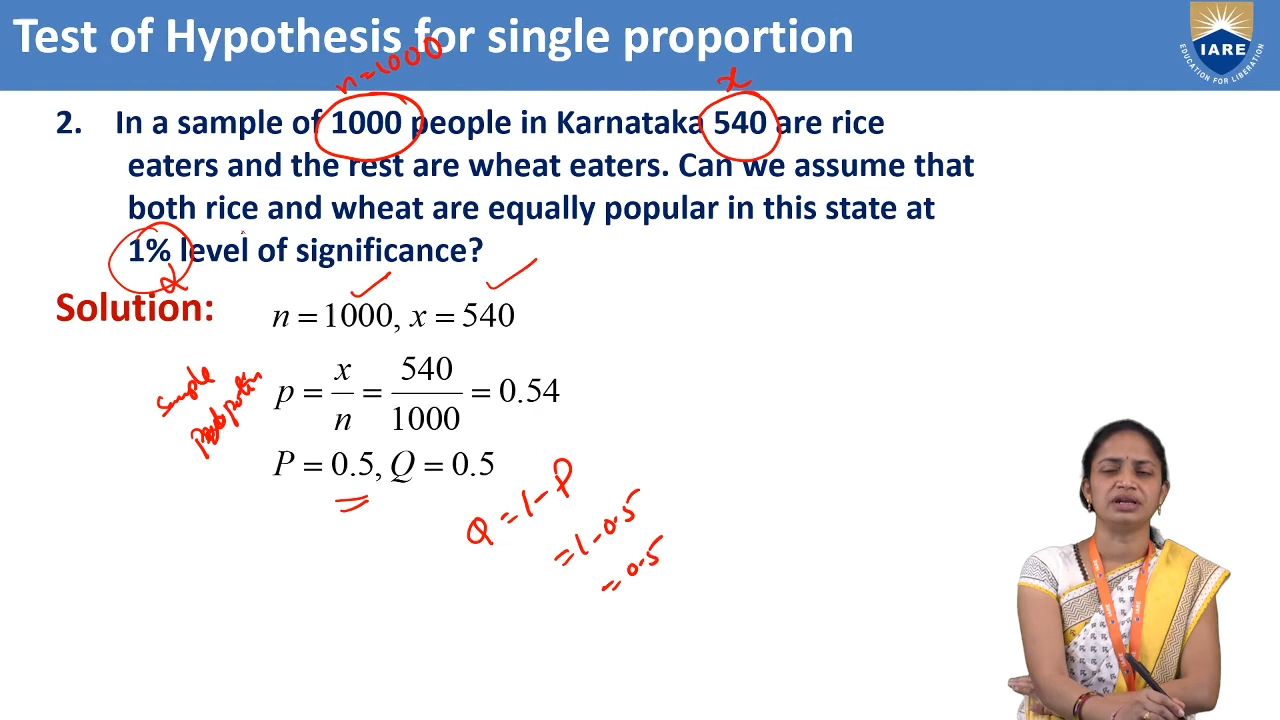 Test of Hypothesis for single proportion
IARE
EDUCATION FOR LIBERATION
n=1000
x
2. In a sample of 1000 people in Karnataka 540 are rice
eaters and the rest are wheat eaters. Can we assume that
both rice and wheat are equally popular in this state at
1% level of significance?
α
Solution:
n = 1000, x = 540
p = x/n = 540/1000 = 0.54
Sample
P = 0.5, Q = 0.5
Q = 1 - P
= 1 - 0.5
= 0.5